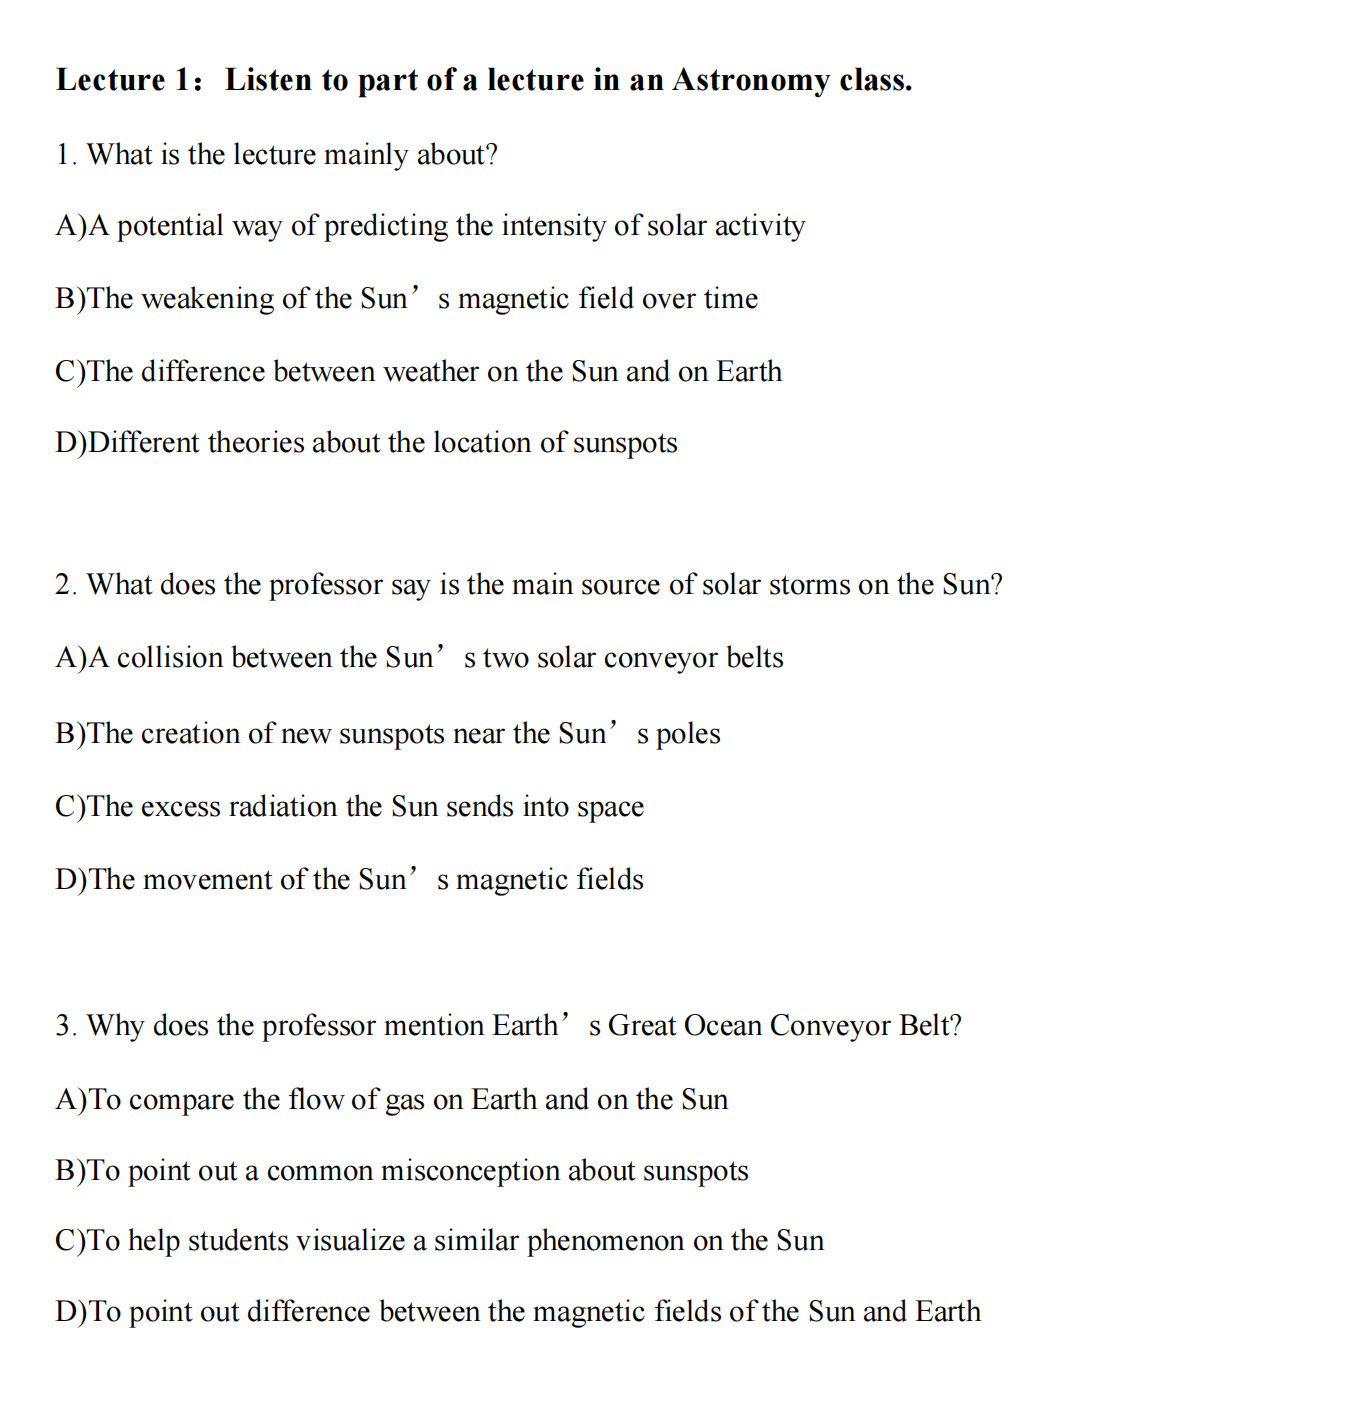 Lecture 1：Listen to part of a lecture in an Astronomy class.
1. What is the lecture mainly about?
A)A potential way of predicting the intensity of solar activity
B)The weakening of the Sun’s magnetic field over time
C)The difference between weather on the Sun and on Earth
D)Different theories about the location of sunspots
2. What does the professor say is the main source of solar storms on the Sun?
A)A collision between the Sun’s two solar conveyor belts
B)The creation of new sunspots near the Sun’s poles
C)The excess radiation the Sun sends into space
D)The movement of the Sun’s magnetic fields
3. Why does the professor mention Earth’s Great Ocean Conveyor Belt?
A)To compare the flow of gas on Earth and on the Sun
B)To point out a common misconception about sunspots
C)To help students visualize a similar phenomenon on the Sun
D)To point out difference between the magnetic fields of the Sun and Earth